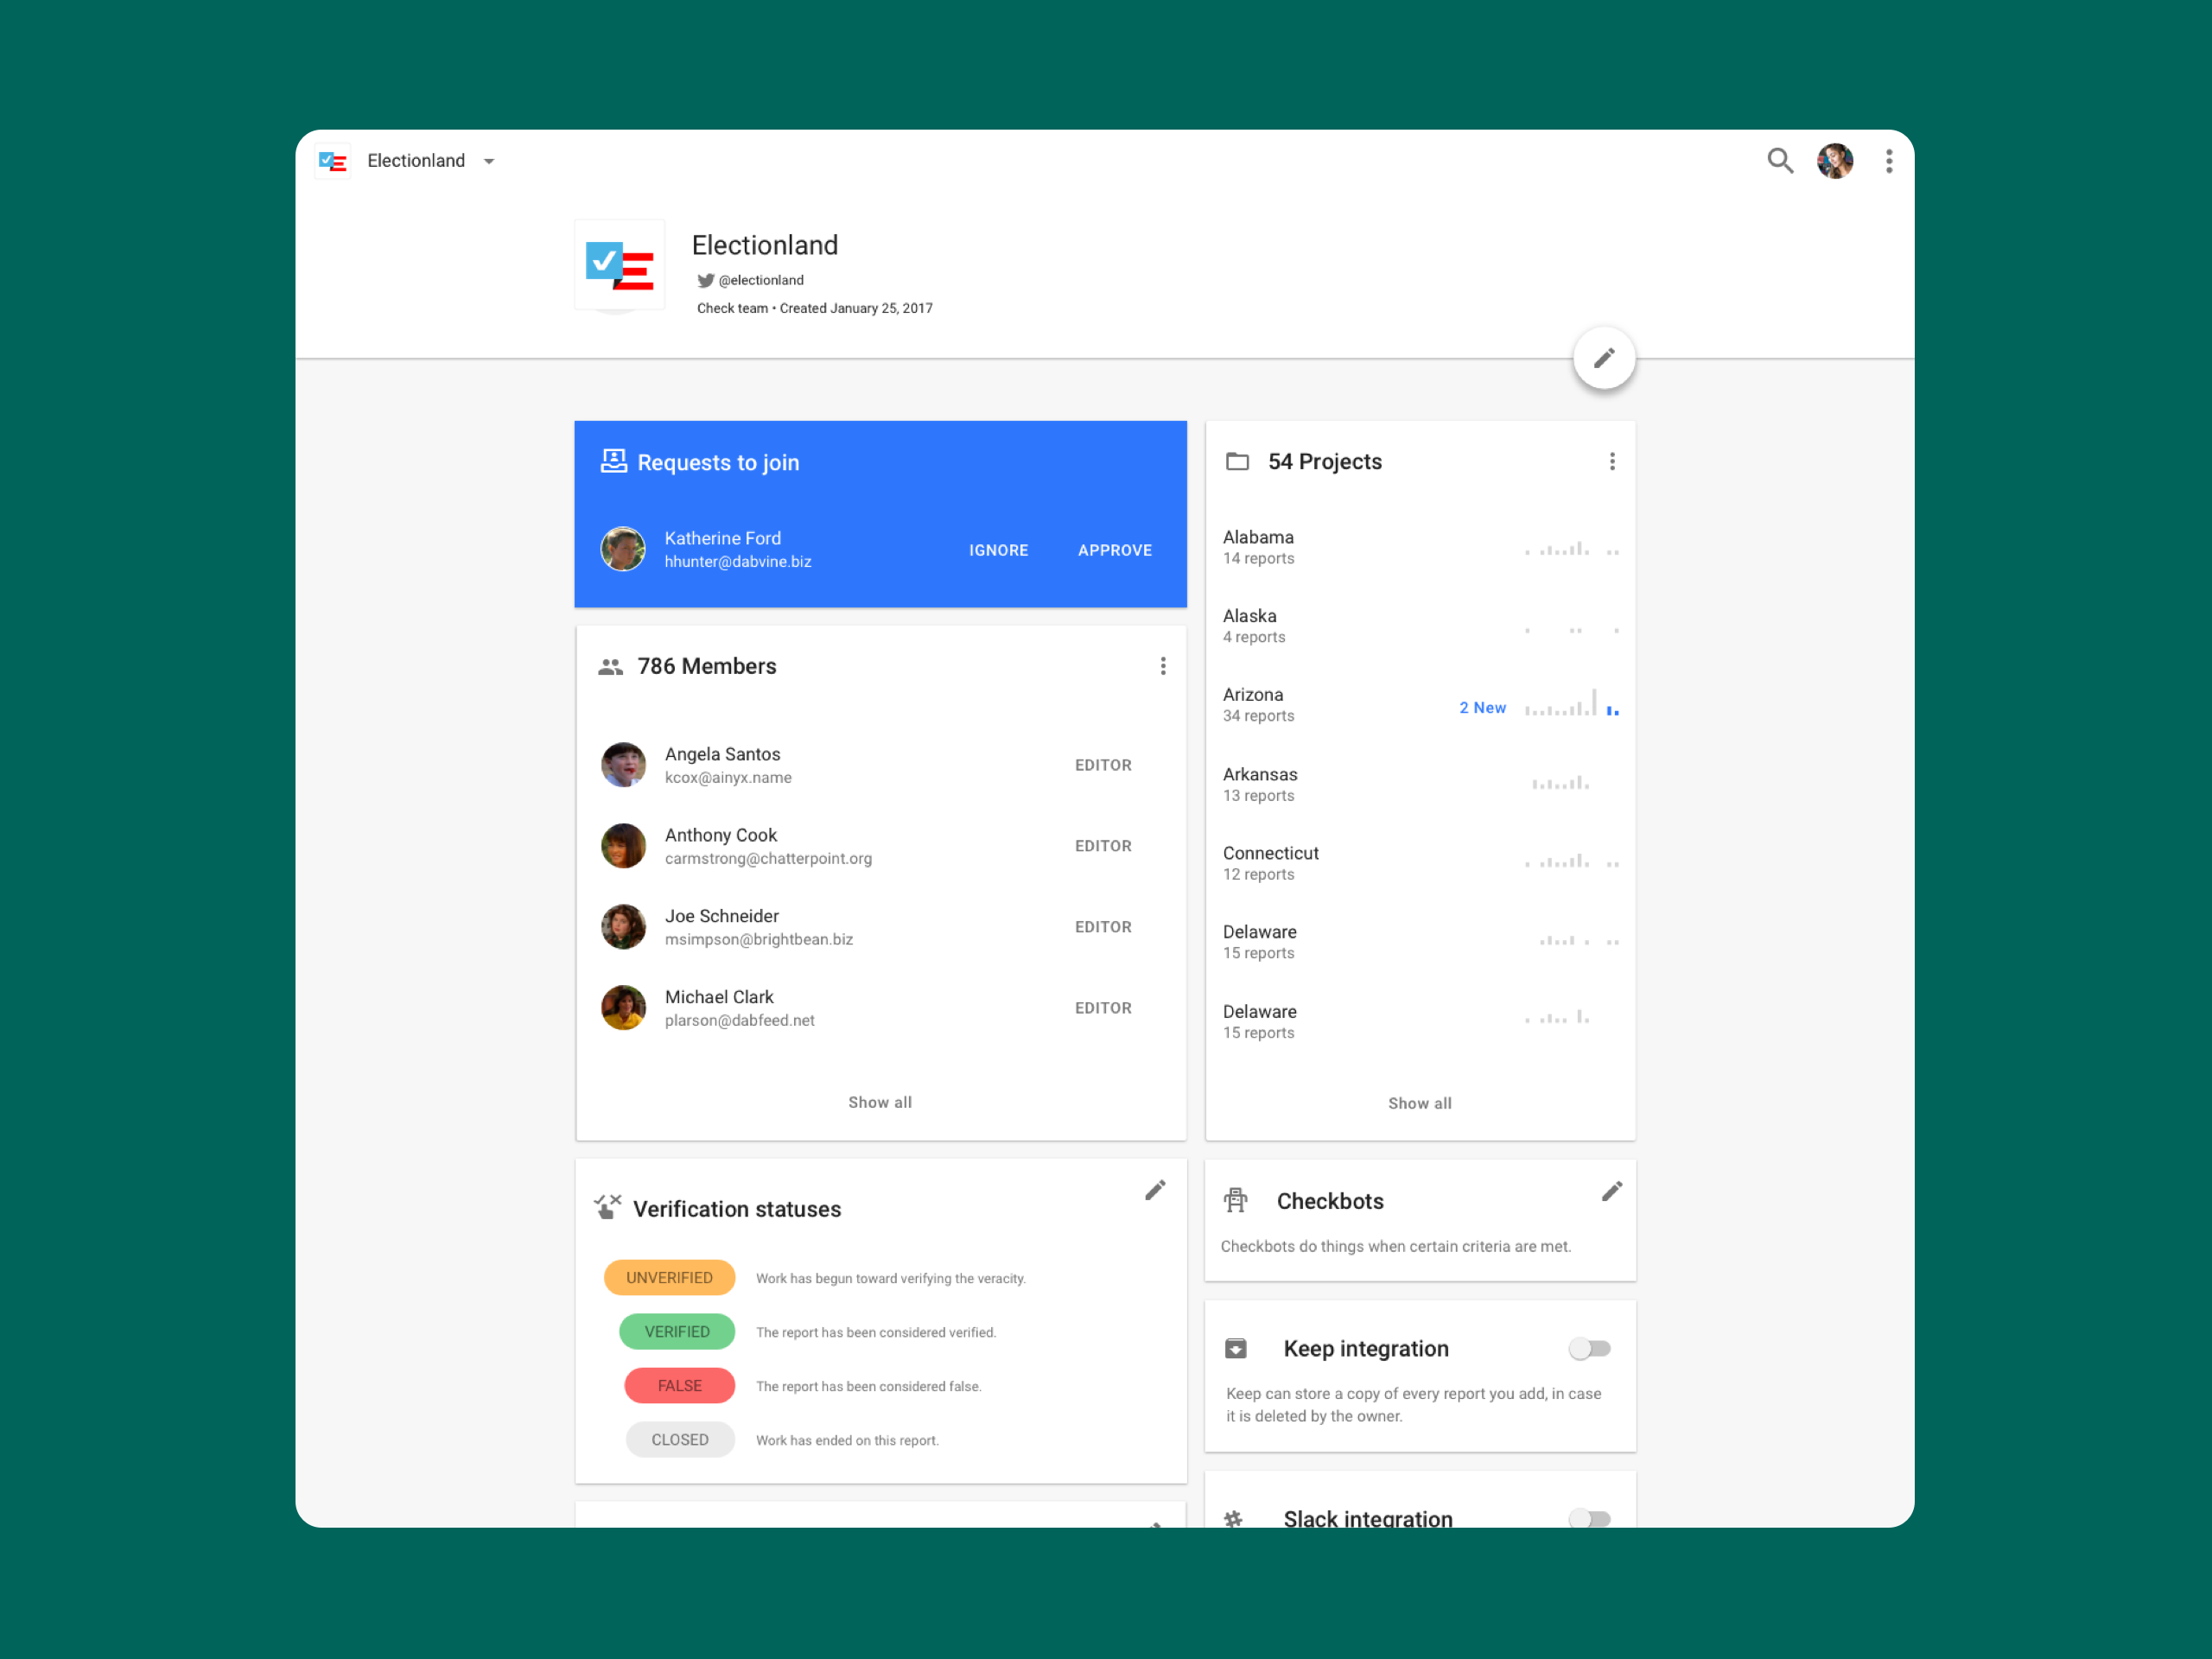 Electionland
Electionland
@electionland
Check team • Created January 25, 2017
Requests to join
Katherine Ford
hhunter@dabvine.biz
IGNORE
APPROVE
786 Members
Angela Santos
kcox@ainyx.name
EDITOR
Anthony Cook
carmstrong@chatterpoint.org
EDITOR
Joe Schneider
msimpson@brightbean.biz
EDITOR
Michael Clark
plarson@dabfeed.net
EDITOR
Show all
54 Projects
Alabama
14 reports
Alaska
4 reports
Arizona
34 reports
2 New
Arkansas
13 reports
Connecticut
12 reports
Delaware
15 reports
Delaware
15 reports
Show all
Verification statuses
UNVERIFIED
Work has begun toward verifying the veracity.
VERIFIED
The report has been considered verified.
FALSE
The report has been considered false.
CLOSED
Work has ended on this report.
Checkbots
Checkbots do things when certain criteria are met.
Keep integration
Keep can store a copy of every report you add, in case
it is deleted by the owner.
Slack integration